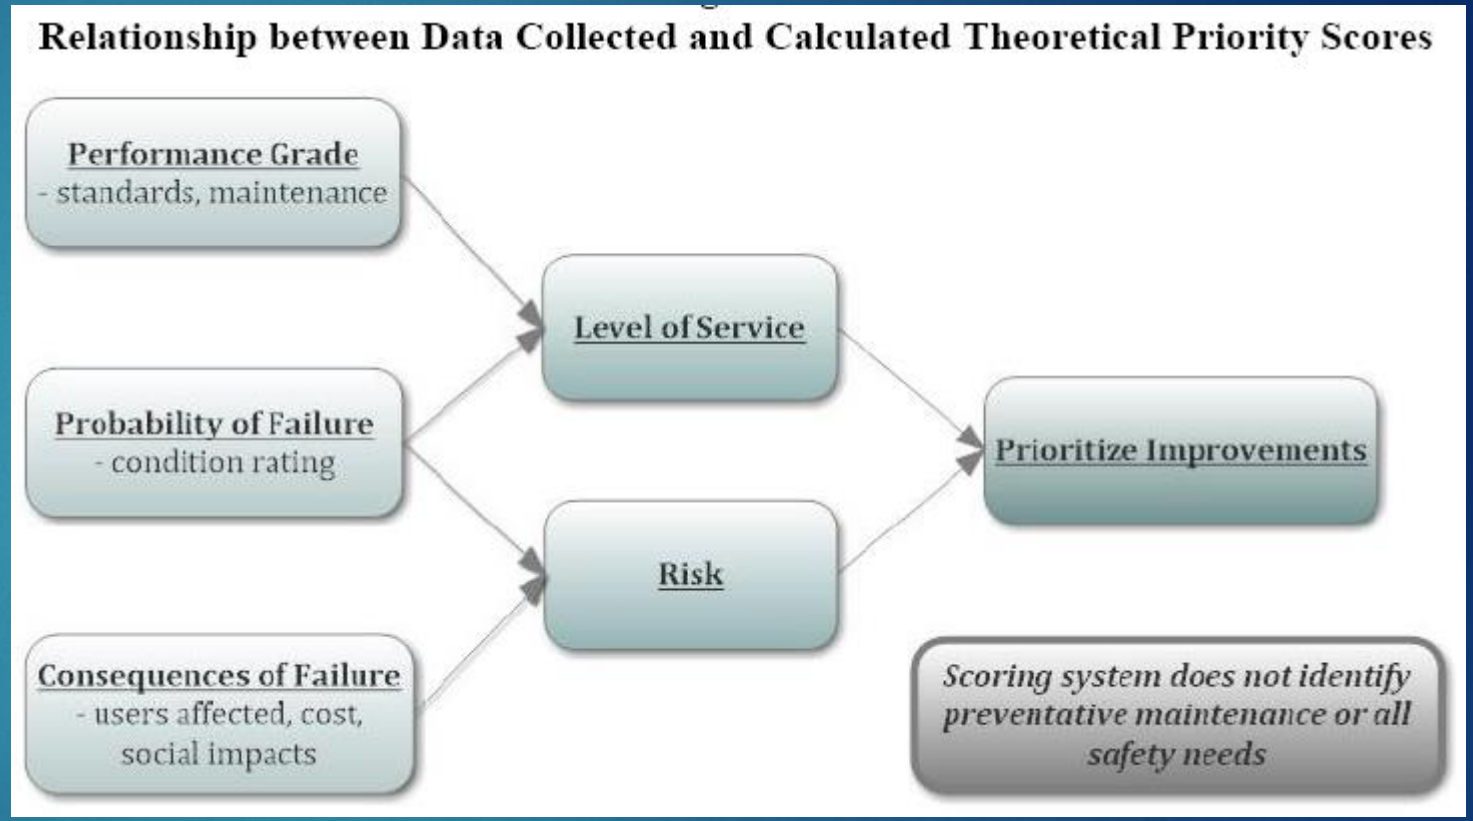 Relationship between Data Collected and Calculated Theoretical Priority Scores
Performance Grade
- standards, maintenance
Level of Service
Probability of Failure
- condition rating
Prioritize Improvements
Risk
Consequences of Failure
- users affected, cost,
social impacts
Scoring system does not identify
preventative maintenance or all
safety needs